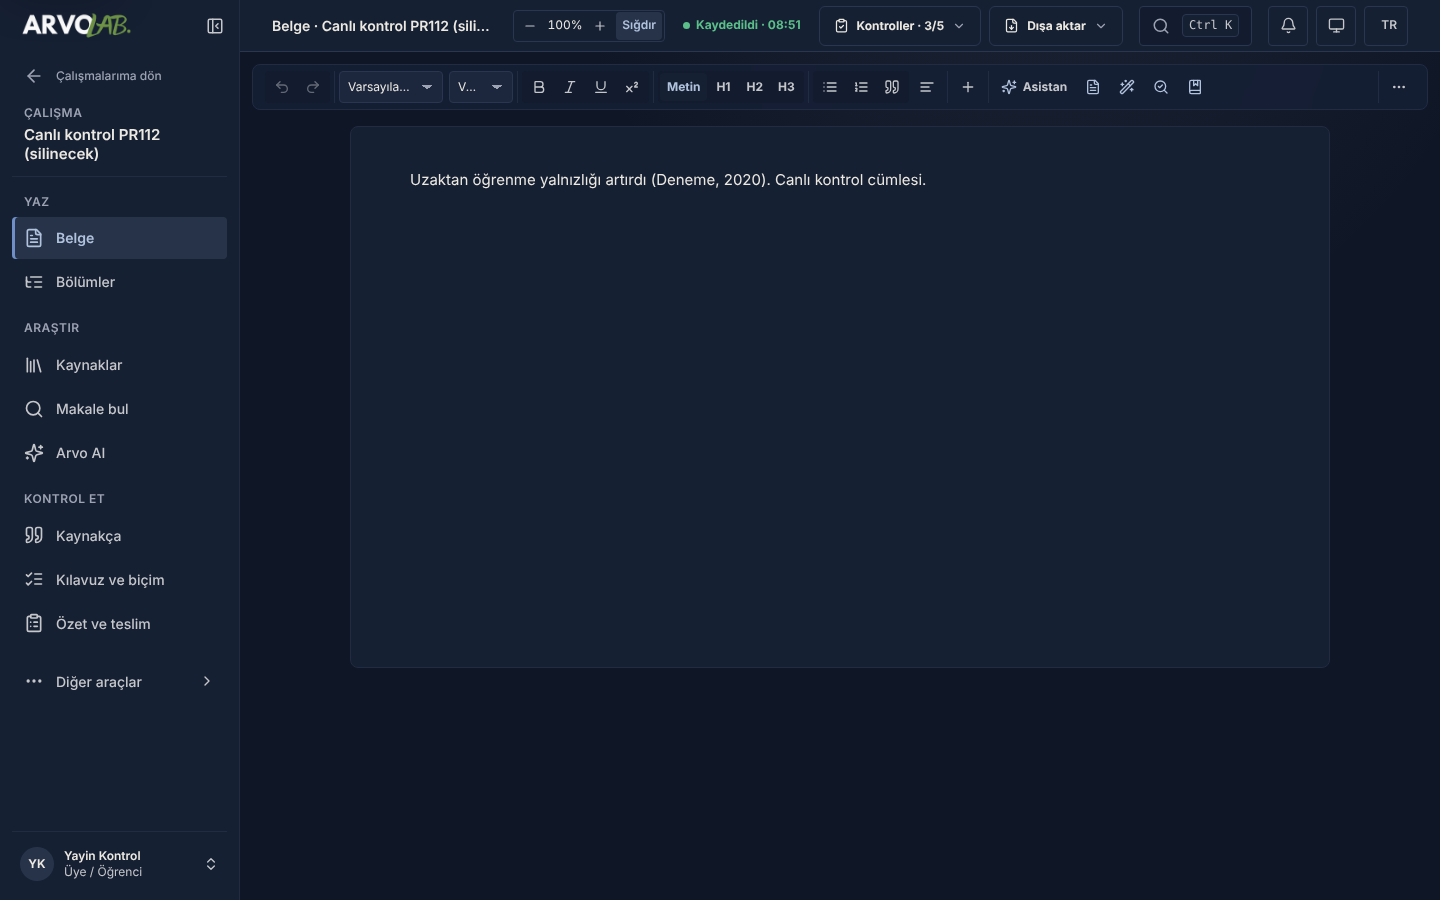 ARVOLAB.
Çalışmalarıma dön
ÇALIŞMA
Canlı kontrol PR112
(silinecek)
YAZ
Belge
Bölümler
ARAŞTIR
Kaynaklar
Makale bul
Arvo AI
KONTROL ET
Kaynakça
Kılavuz ve biçim
Özet ve teslim
Diğer araçlar
YK
Yayin Kontrol
Üye / Öğrenci
Belge · Canlı kontrol PR112 (sili...
100%
Sığdır
Kaydedildi · 08:51
Kontroller · 3/5
Dışa aktar
Ctrl K
TR
Varsayıla...
V...
B I U x²
Metin H1 H2 H3
Asistan
Uzaktan öğrenme yalnızlığı artırdı (Deneme, 2020). Canlı kontrol cümlesi.